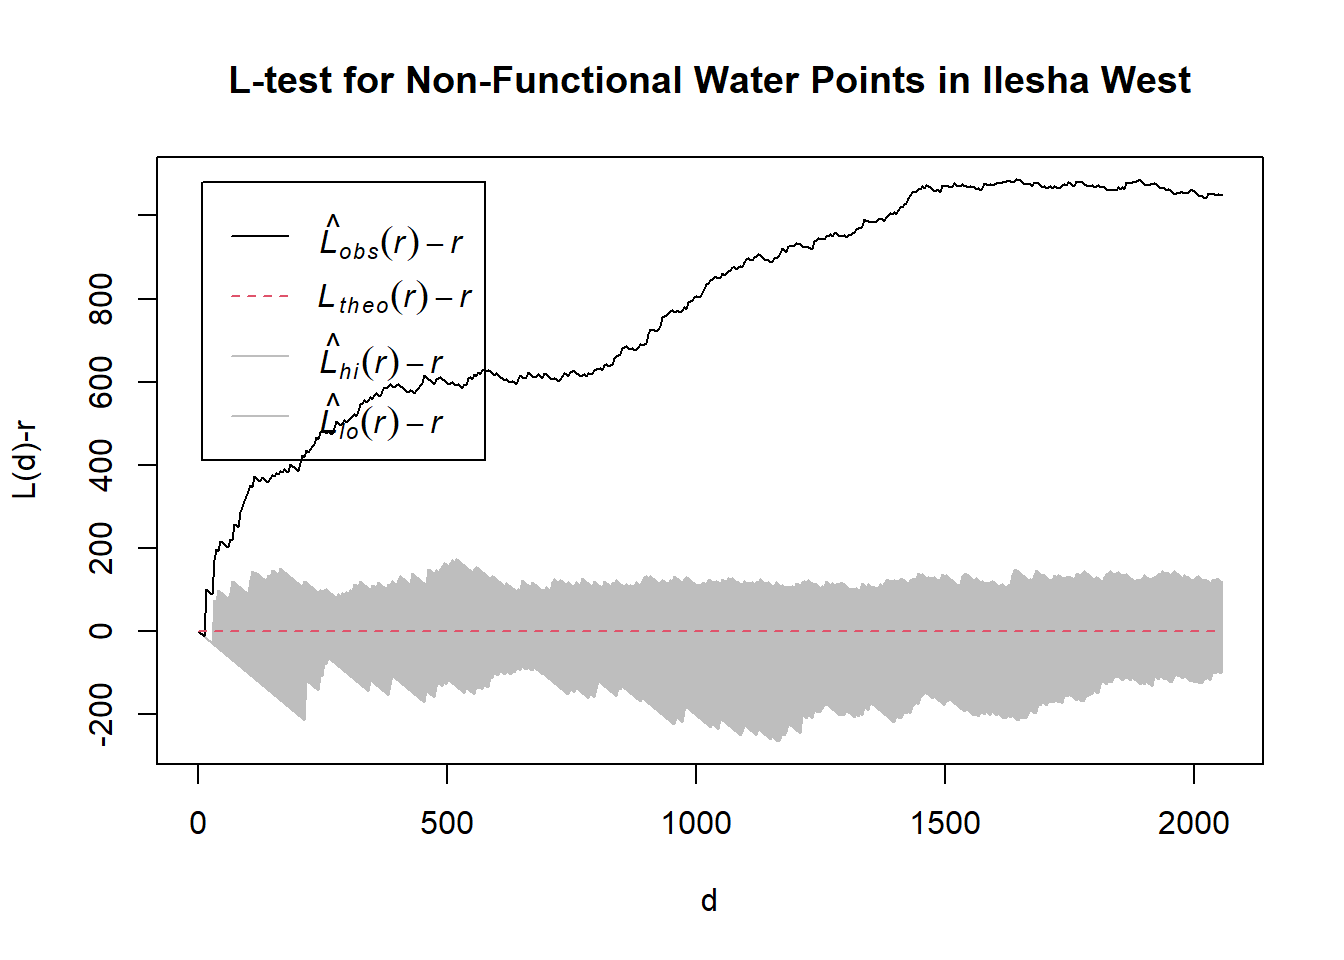 L-test for Non-Functional Water Points in Ilesha West
L̂obs(r) – r
Ltheo(r) – r
L̂hi(r) – r
L̂lo(r) – r
L(d)-r
800
600
400
200
0
-200
0 500 1000 1500 2000
d